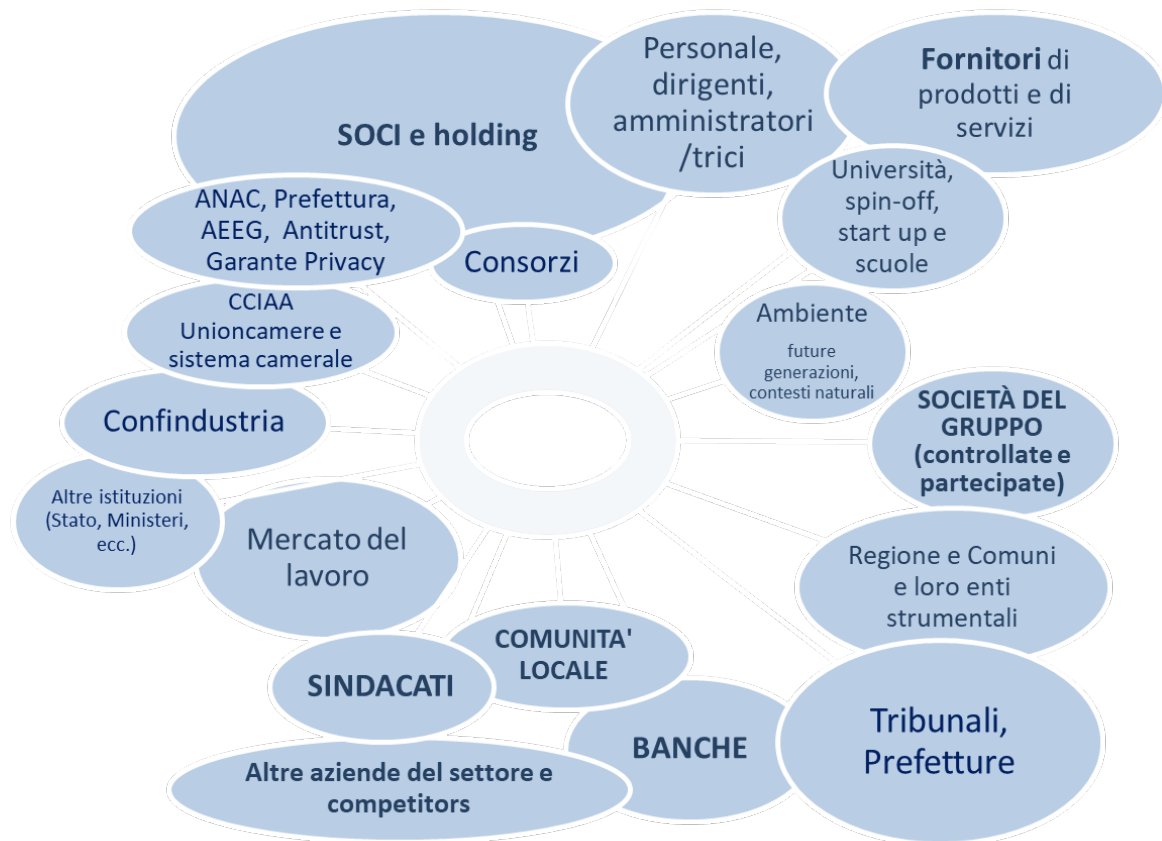 SOCI e holding
Personale,
dirigenti,
amministratori
/trici
Fornitori di
prodotti e di
servizi
ANAC, Prefettura,
AEEG, Antitrust,
Garante Privacy
Consorzi
Università,
spin-off,
start up e
scuole
CCIAA
Unioncamere e
sistema camerale
Ambiente
future
generazioni,
contesti naturali
Confindustria
SOCIETÀ DEL
GRUPPO
(controllate e
partecipate)
Altre istituzioni
(Stato, Ministeri,
ecc.)
Mercato del
lavoro
Regione e Comuni
e loro enti
strumentali
SINDACATI
COMUNITA'
LOCALE
BANCHE
Tribunali,
Prefetture
Altre aziende del settore e
competitors